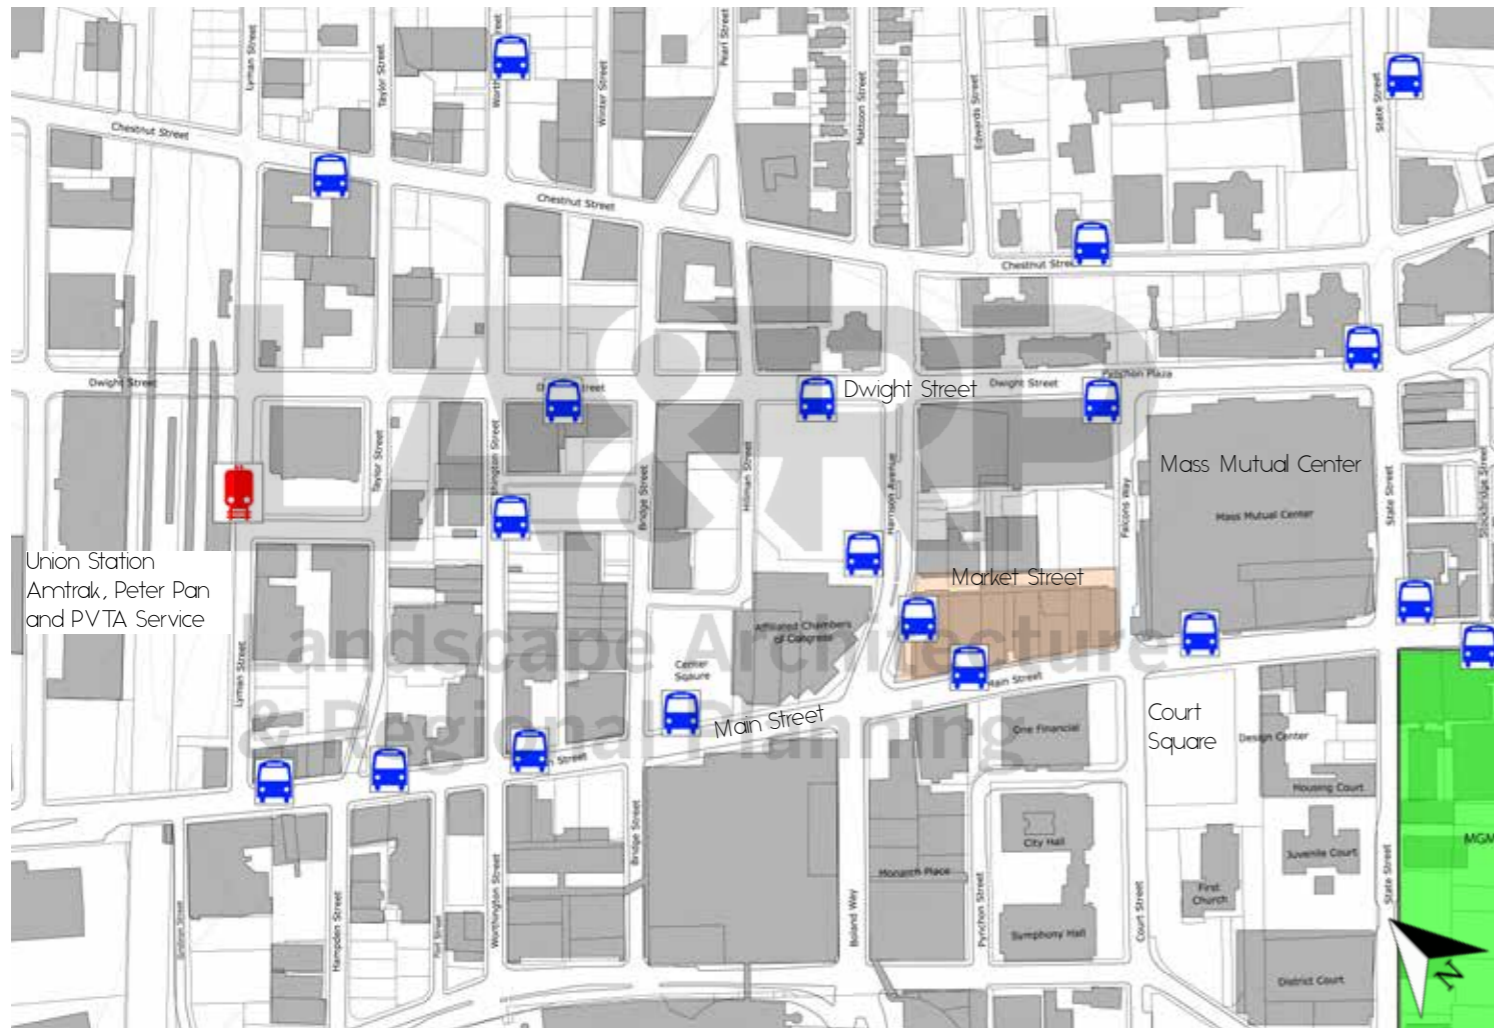 Lyman Street
Taylor Street
Winter Street
Pearl Street
Mattoon Street
Edwards Street
State Street
Chestnut Street
Chestnut Street
Chestnut Street
Dwight Street
Dwight Street
Dwight Street
Pynchon Plaza
LA&RP
Landscape Architecture
& Regional Planning
Taylor Street
Bridge Street
Hillman Street
Harrison Avenue
Falcons Way
Mass Mutual Center
Mass Mutual Center
State Street
Stockbridge Street
Union Station
Amtrak, Peter Pan
and PVTA Service
Market Street
Affiliated Chambers
of Congress
Center
Sqaure
Lyman Street
Main Street
Main Street
Court
Square
One Financial
Design Center
Housing Court
Hampden Street
Worthington Street
Bridge Street
Boland Way
Monarch Place
Pynchon Street
City Hall
Symphony Hall
Court Street
First
Church
Juvenile Court
District Court
State Street
MGM
N